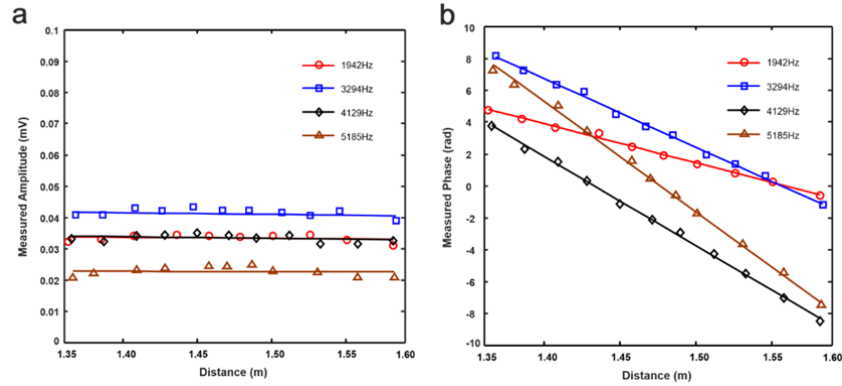 a
0.1
0.09
0.08
0.07
0.06
0.05
0.04
0.03
0.02
0.01
0
1.35
1.40
1.45
1.50
1.55
1.60
Measured Amplitude (mV)
Distance (m)
1942Hz
3294Hz
4129Hz
5185Hz
b
10
8
6
4
2
0
-2
-4
-6
-8
-10
1.35
1.40
1.45
1.50
1.55
1.60
Measured Phase (rad)
Distance (m)
1942Hz
3294Hz
4129Hz
5185Hz